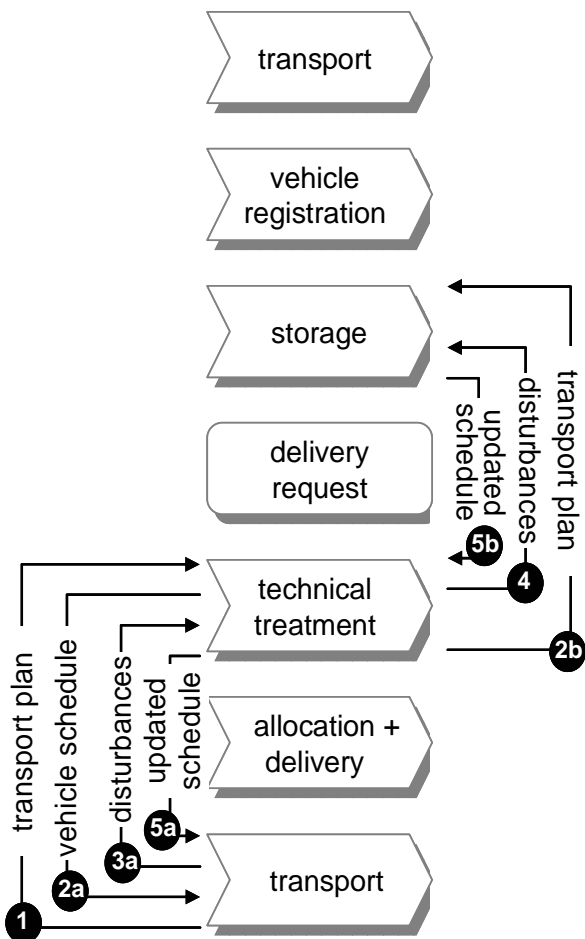 transport
vehicle
registration
storage
delivery
request
technical
treatment
allocation +
delivery
transport
transport plan
vehicle schedule
disturbances
updated
schedule
updated
schedule
disturbances
transport plan
1
2a
3a
5a
5b
4
2b